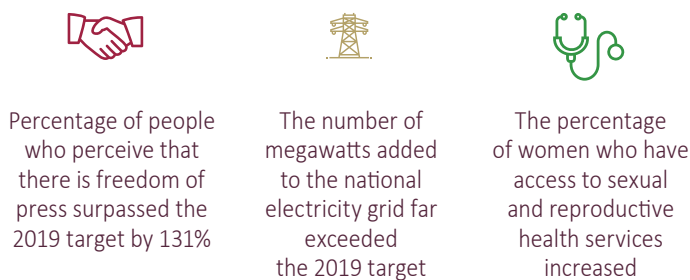 Percentage of people
who perceive that
there is freedom of
press surpassed the
2019 target by 131%
The number of
megawatts added
to the national
electricity grid far
exceeded
the 2019 target
The percentage
of women who have
access to sexual
and reproductive
health services
increased